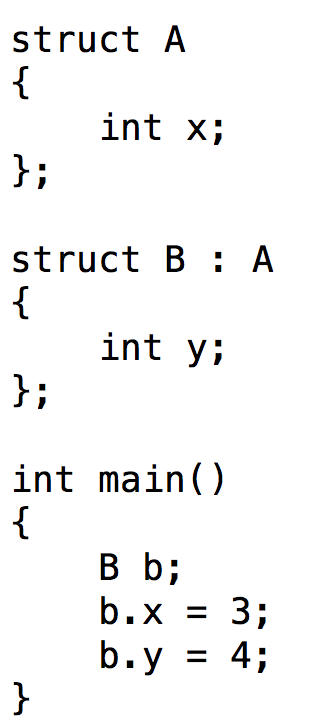 struct A
{
    int x;
};

struct B : A
{
    int y;
};

int main()
{
    B b;
    b.x = 3;
    b.y = 4;
}